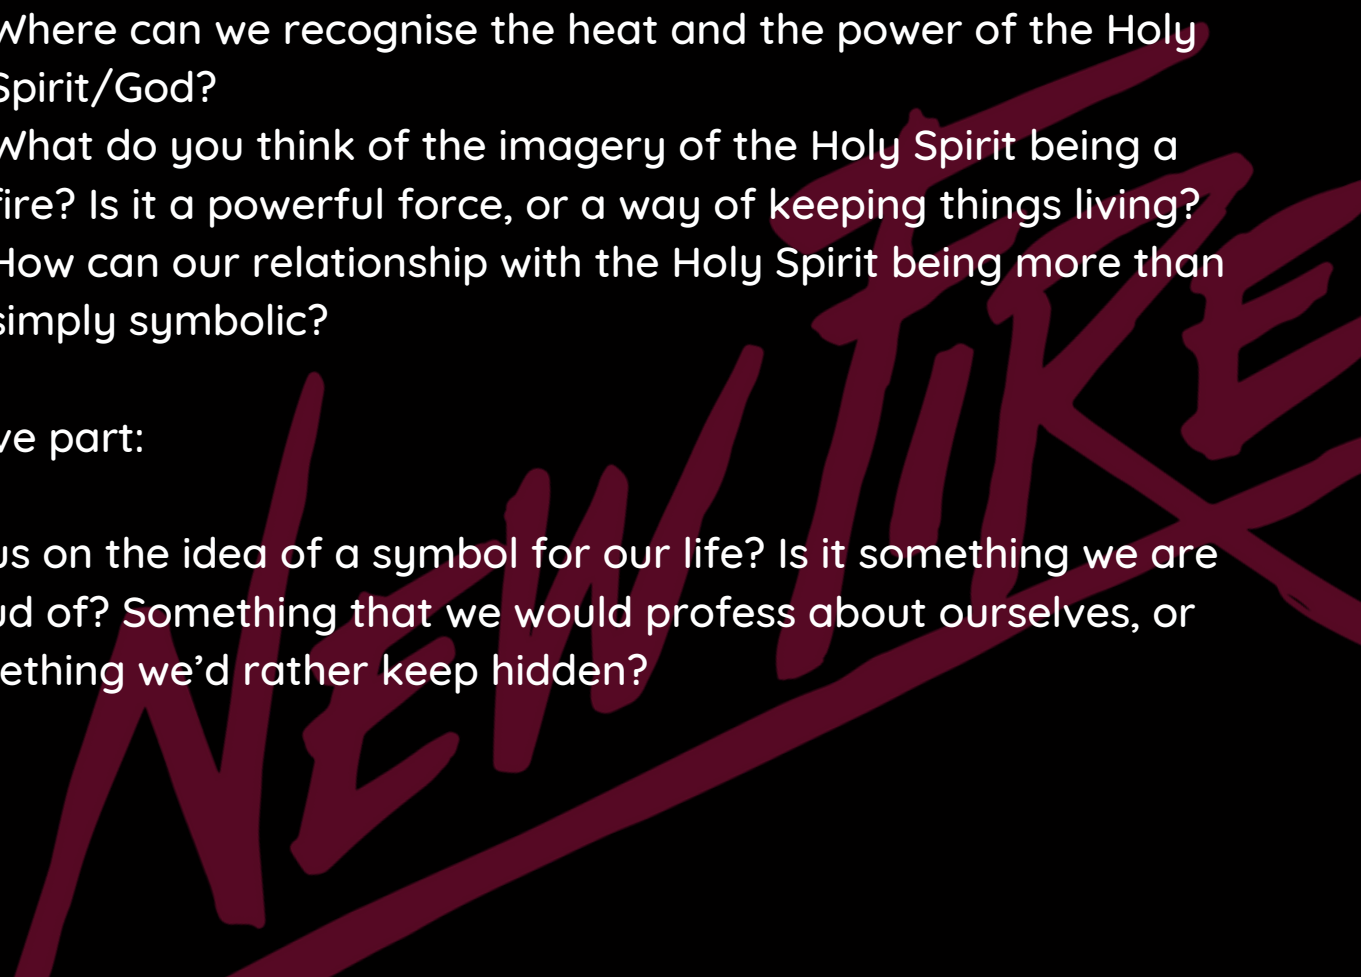 Where can we recognise the heat and the power of the Holy
Spirit/God?
What do you think of the imagery of the Holy Spirit being a
fire? Is it a powerful force, or a way of keeping things living?
How can our relationship with the Holy Spirit being more than
simply symbolic?
ve part:
us on the idea of a symbol for our life? Is it something we are
ud of? Something that we would profess about ourselves, or
ething we’d rather keep hidden?
NEW FIRE